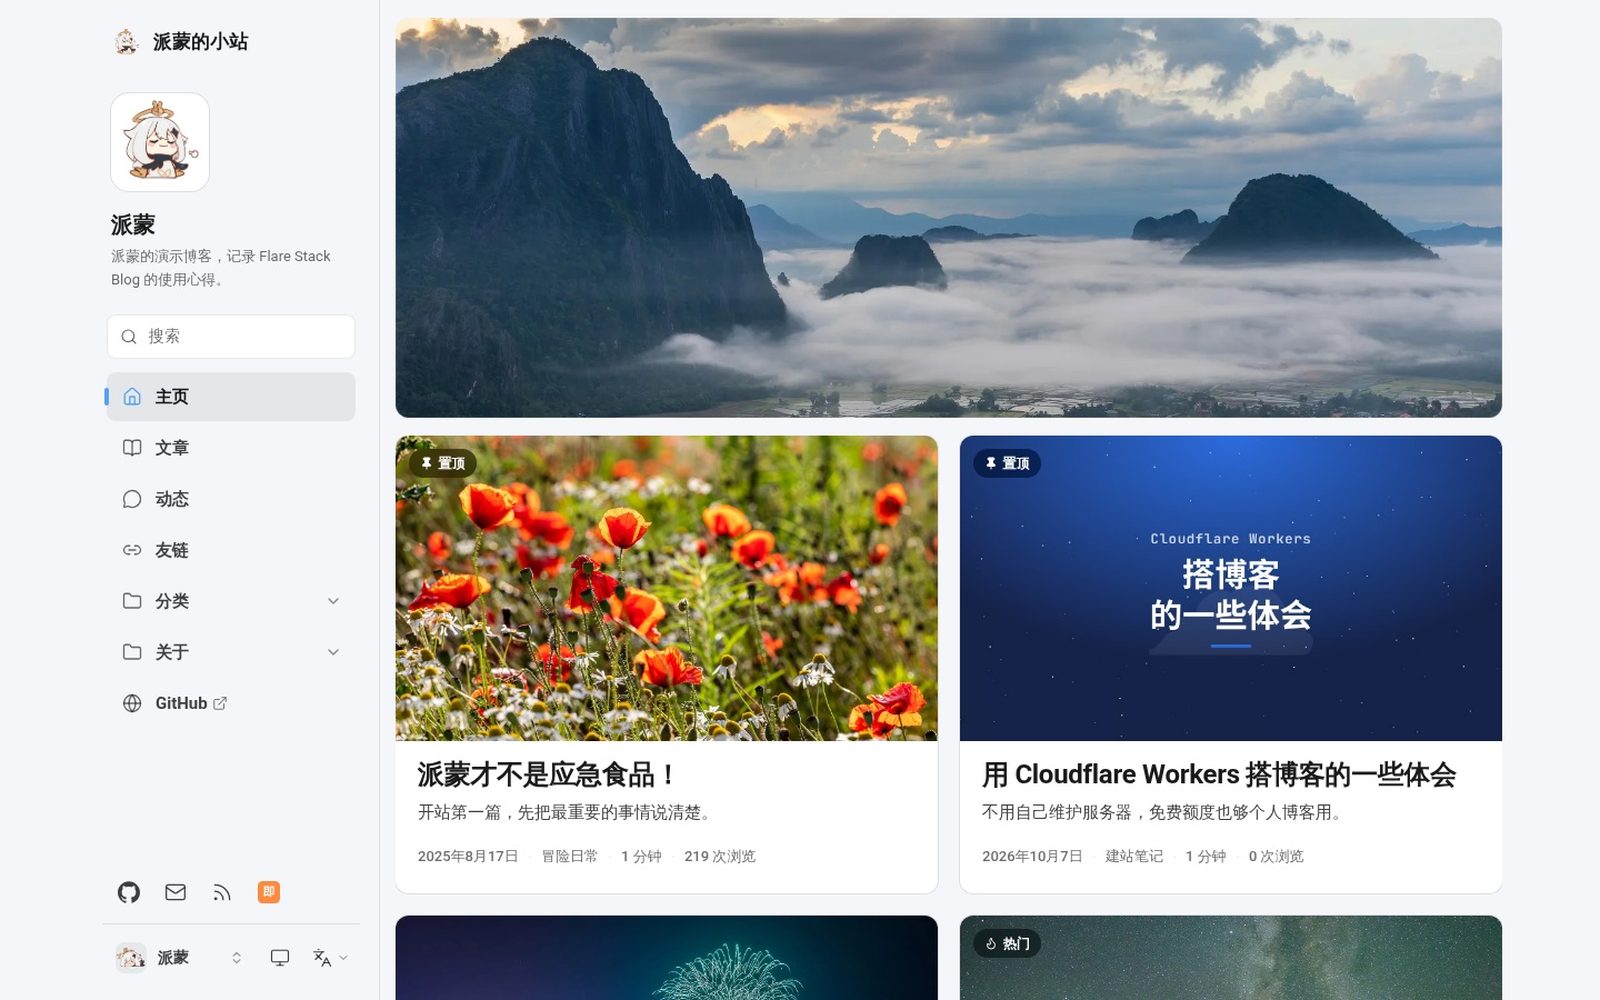 派蒙的小站
派蒙
派蒙的演示博客，记录 Flare Stack
Blog 的使用心得。
搜索
主页
文章
动态
友链
分类
关于
GitHub
即
派蒙
置顶
派蒙才不是应急食品！
开站第一篇，先把最重要的事情说清楚。
2025年8月17日 · 冒险日常 · 1 分钟 · 219 次浏览
置顶
Cloudflare Workers
搭博客
的一些体会
用 Cloudflare Workers 搭博客的一些体会
不用自己维护服务器，免费额度也够个人博客用。
2026年10月7日 · 建站笔记 · 1 分钟 · 0 次浏览
热门